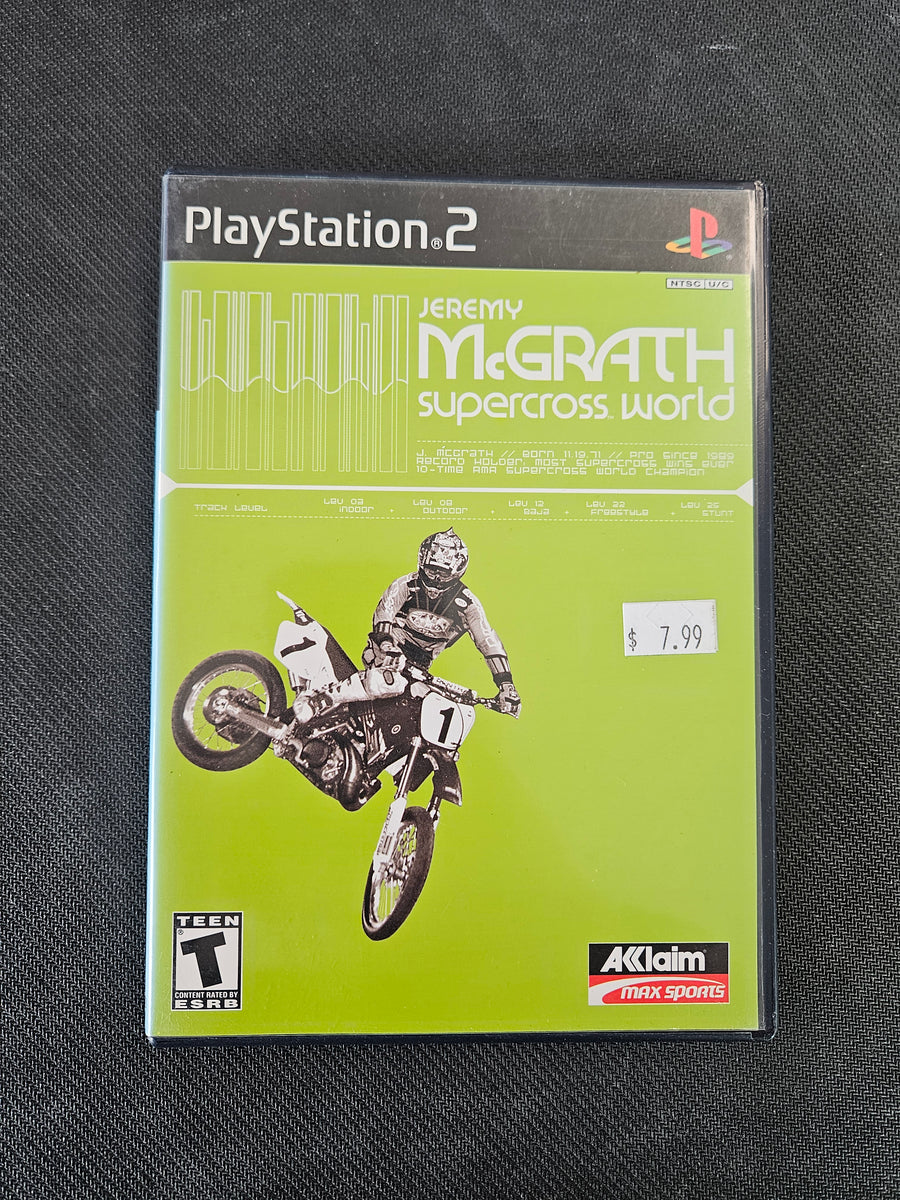 PlayStation®2
NTSC U/C
JEREMY
McGRATH
supercross™ world
J. McGrath // Born 11.19.71 // Pro Since 1989
Record Holder, Most Supercross Wins Ever
10-Time AMA Supercross World Champion
Track Level
Lev 03 Indoor + Lev 08 Outdoor + Lev 12 Baja + Lev 22 Freestyle + Lev 25 Stunt
$ 7.99
1
1
TEEN
T
CONTENT RATED BY
ESRB
AKKlaim
MAX SPORTS